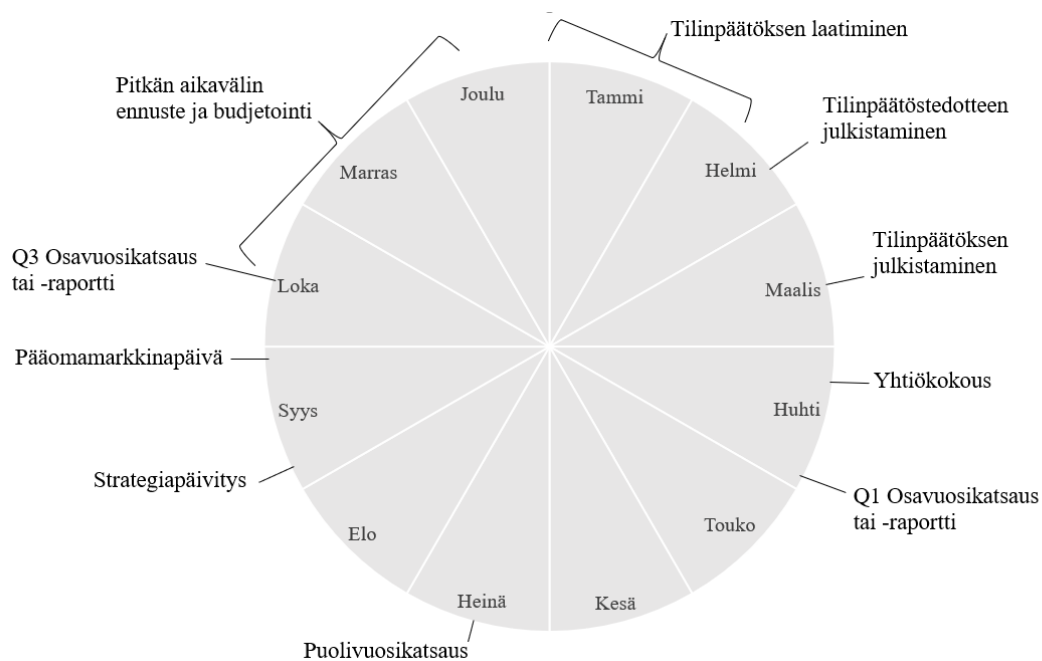 Tilinpäätöksen laatiminen
Pitkän aikavälin
ennuste ja budjetointi
Joulu
Tammi
Tilinpäätöstedotteen
julkistaminen
Marras
Helmi
Q3 Osavuosikatsaus
tai -raportti
Loka
Tilinpäätöksen
julkistaminen
Maalis
Pääomamarkkinapäivä
Yhtiökokous
Syys
Huhti
Strategiapäivitys
Q1 Osavuosikatsaus
tai -raportti
Elo
Touko
Heinä
Kesä
Puolivuosikatsaus